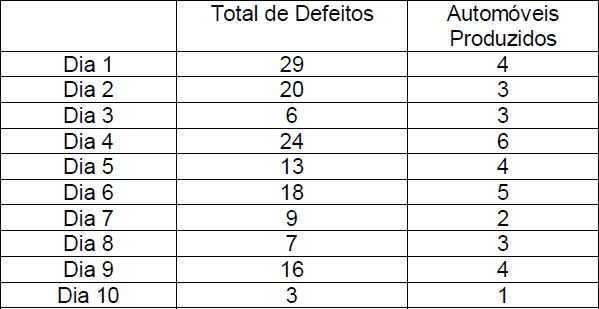 Total de Defeitos Automóveis
Produzidos
Dia 1 29 4
Dia 2 20 3
Dia 3 6 3
Dia 4 24 6
Dia 5 13 4
Dia 6 18 5
Dia 7 9 2
Dia 8 7 3
Dia 9 16 4
Dia 10 3 1